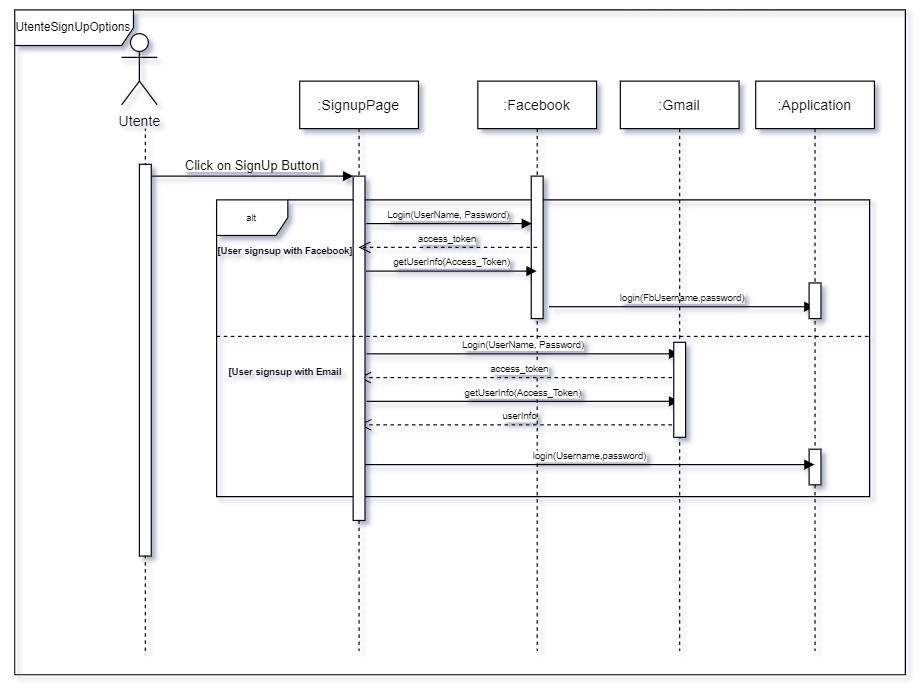 UtenteSignUpOptions
Utente
:SignupPage
:Facebook
:Gmail
:Application
Click on SignUp Button
alt
Login(UserName, Password)
access_token
[User signsup with Facebook]
getUserInfo(Access_Token)
login(FbUsername,password)
Login(UserName, Password)
access_token
[User signsup with Email
getUserInfo(Access_Token)
userInfo
login(Username,password)